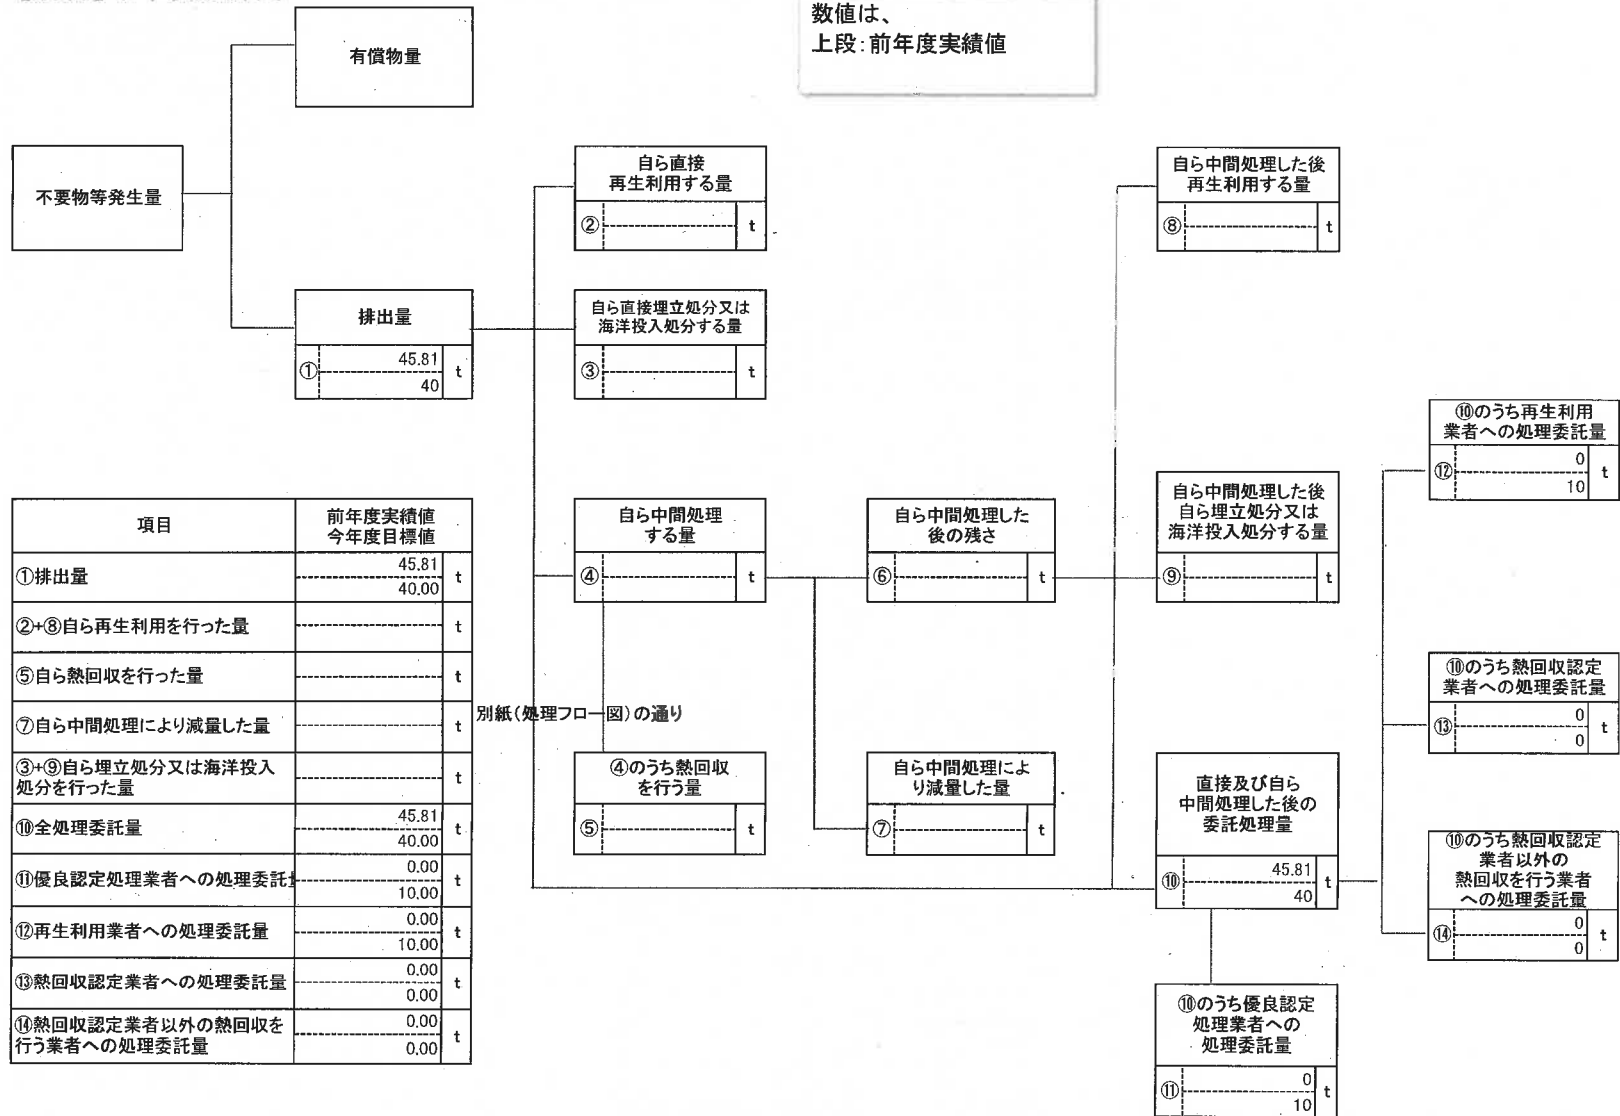 数値は、
上段:前年度実績値
有償物量
不要物等発生量
排出量
①
45.81
40
t
自ら直接
再生利用する量
②
t
自ら直接埋立処分又は
海洋投入処分する量
③
t
自ら中間処理
する量
④
t
④のうち熱回収
を行う量
⑤
t
自ら中間処理した
後の残さ
⑥
t
自ら中間処理によ
り減量した量
⑦
t
自ら中間処理した後
再生利用する量
⑧
t
自ら中間処理した後
自ら埋立処分又は
海洋投入処分する量
⑨
t
直接及び自ら
中間処理した後の
委託処理量
⑩
45.81
40
t
⑩のうち優良認定
処理業者への
処理委託量
⑪
0
10
t
⑩のうち再生利用
業者への処理委託量
⑫
0
10
t
⑩のうち熱回収認定
業者への処理委託量
⑬
0
0
t
⑩のうち熱回収認定
業者以外の
熱回収を行う業者
への処理委託量
⑭
0
0
t
別紙(処理フロー図)の通り
項目
前年度実績値
今年度目標値
①排出量
45.81
40.00
t
②+⑧自ら再生利用を行った量
t
⑤自ら熱回収を行った量
t
⑦自ら中間処理により減量した量
t
③+⑨自ら埋立処分又は海洋投入
処分を行った量
t
⑩全処理委託量
45.81
40.00
t
⑪優良認定処理業者への処理委託
0.00
10.00
t
⑫再生利用業者への処理委託量
0.00
10.00
t
⑬熱回収認定業者への処理委託量
0.00
0.00
t
⑭熱回収認定業者以外の熱回収を
行う業者への処理委託量
0.00
0.00
t